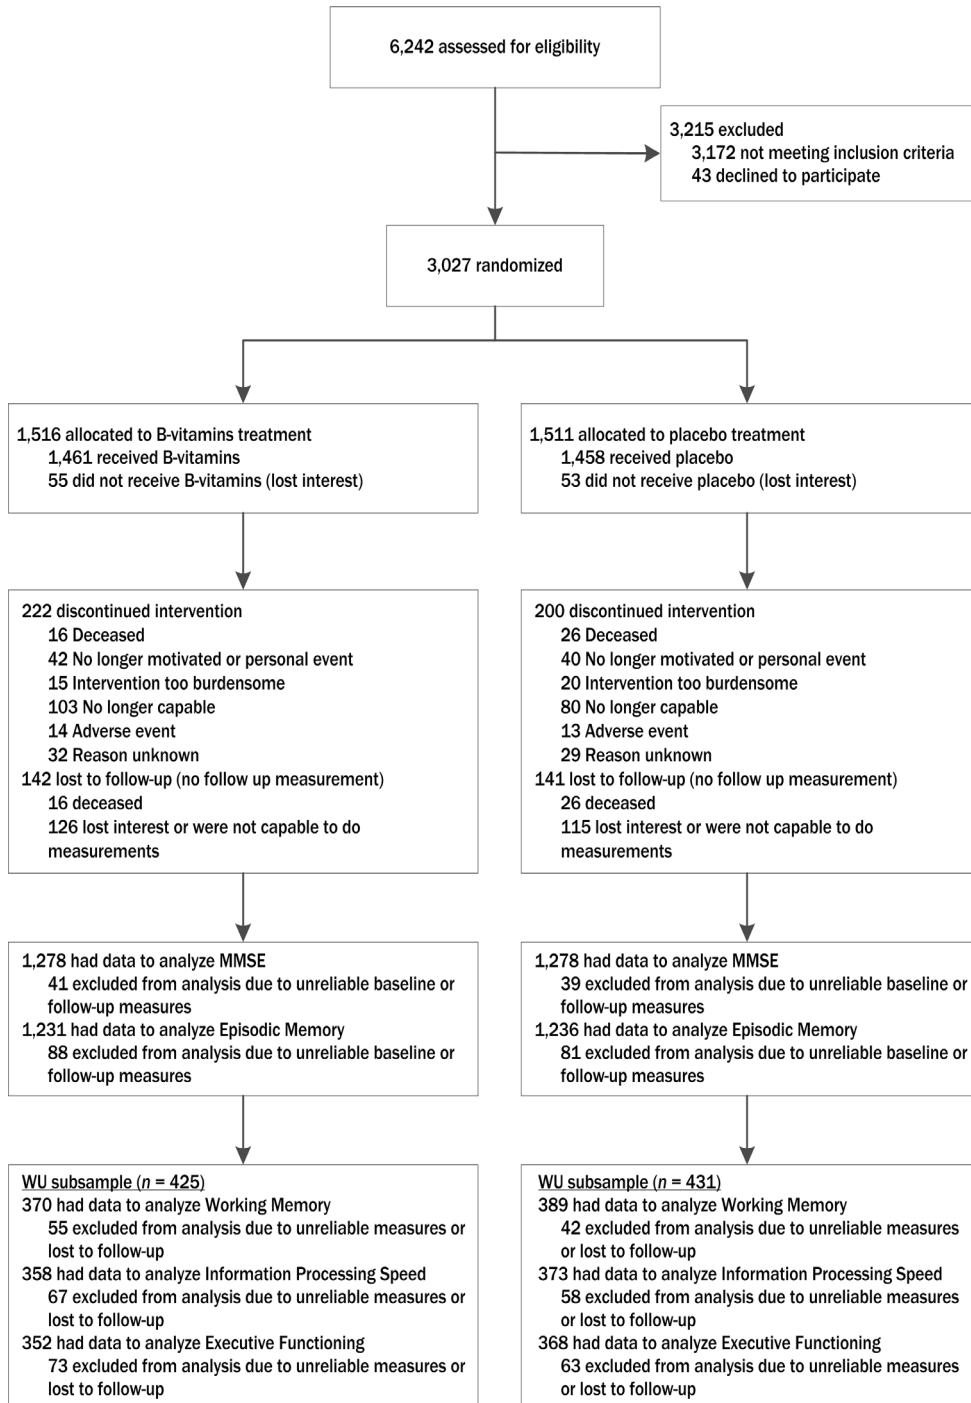 6,242 assessed for eligibility
3,215 excluded
3,172 not meeting inclusion criteria
43 declined to participate
3,027 randomized
1,516 allocated to B-vitamins treatment
1,461 received B-vitamins
55 did not receive B-vitamins (lost interest)
1,511 allocated to placebo treatment
1,458 received placebo
53 did not receive placebo (lost interest)
222 discontinued intervention
16 Deceased
42 No longer motivated or personal event
15 Intervention too burdensome
103 No longer capable
14 Adverse event
32 Reason unknown
142 lost to follow-up (no follow up measurement)
16 deceased
126 lost interest or were not capable to do
measurements
200 discontinued intervention
26 Deceased
40 No longer motivated or personal event
20 Intervention too burdensome
80 No longer capable
13 Adverse event
29 Reason unknown
141 lost to follow-up (no follow up measurement)
26 deceased
115 lost interest or were not capable to do
measurements
1,278 had data to analyze MMSE
41 excluded from analysis due to unreliable baseline or
follow-up measures
1,231 had data to analyze Episodic Memory
88 excluded from analysis due to unreliable baseline or
follow-up measures
1,278 had data to analyze MMSE
39 excluded from analysis due to unreliable baseline or
follow-up measures
1,236 had data to analyze Episodic Memory
81 excluded from analysis due to unreliable baseline or
follow-up measures
WU subsample (n = 425)
370 had data to analyze Working Memory
55 excluded from analysis due to unreliable measures or
lost to follow-up
358 had data to analyze Information Processing Speed
67 excluded from analysis due to unreliable measures or
lost to follow-up
352 had data to analyze Executive Functioning
73 excluded from analysis due to unreliable measures or
lost to follow-up
WU subsample (n = 431)
389 had data to analyze Working Memory
42 excluded from analysis due to unreliable measures
or lost to follow-up
373 had data to analyze Information Processing Speed
58 excluded from analysis due to unreliable measures
or lost to follow-up
368 had data to analyze Executive Functioning
63 excluded from analysis due to unreliable measures
or lost to follow-up